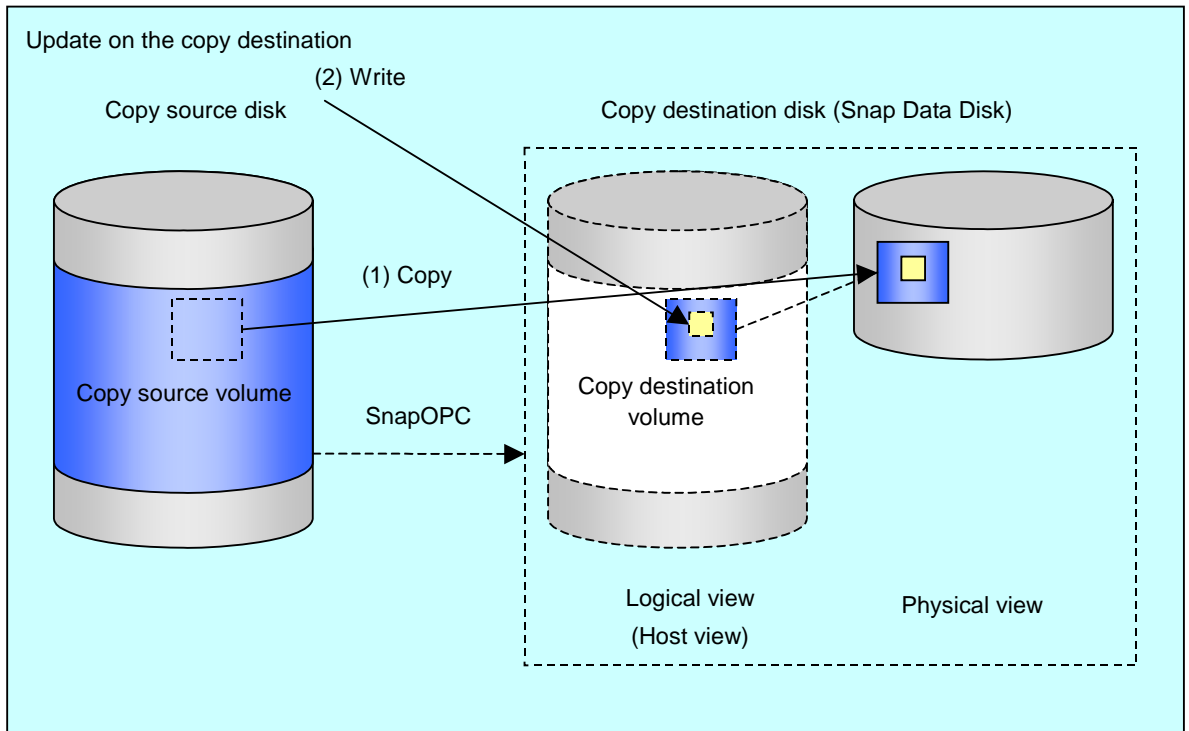 Update on the copy destination
(2) Write
Copy source disk
Copy destination disk (Snap Data Disk)
(1) Copy
Copy source volume
Copy destination
volume
SnapOPC
Logical view
(Host view)
Physical view